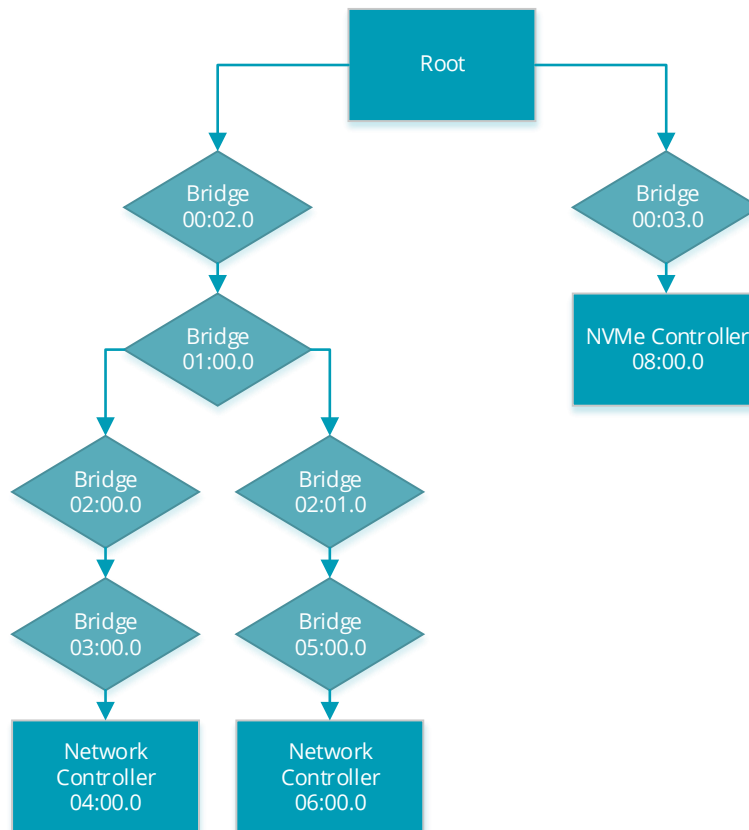 Root
Bridge
00:02.0
Bridge
00:03.0
Bridge
01:00.0
NVMe Controller
08:00.0
Bridge
02:00.0
Bridge
02:01.0
Bridge
03:00.0
Bridge
05:00.0
Network
Controller
04:00.0
Network
Controller
06:00.0